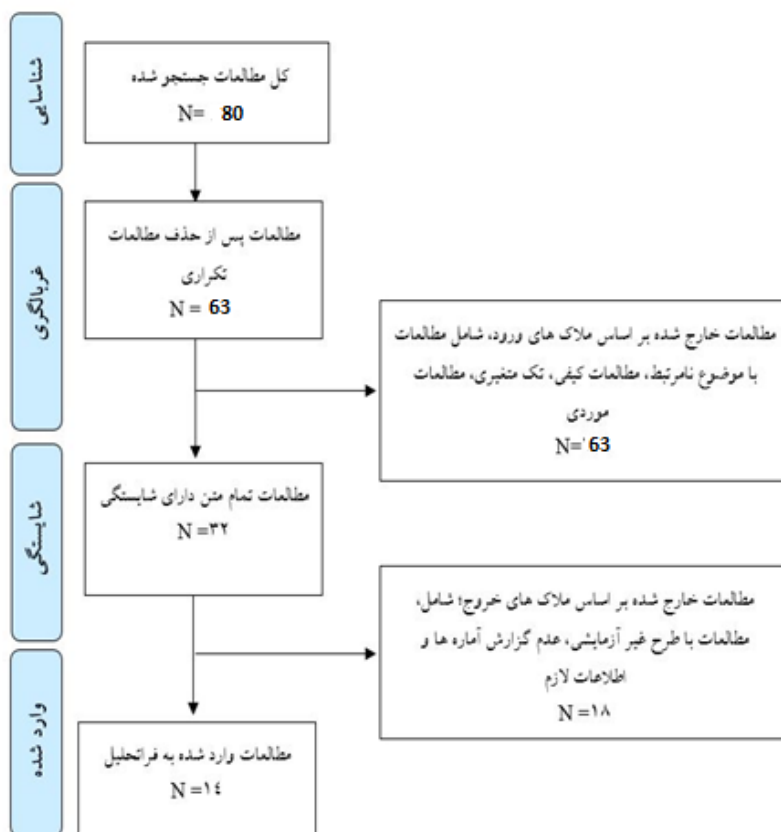 شناسایی
کل مطالعات جستجو شده
N= 80
غربالگری
مطالعات پس از حذف مطالعات
تکراری
N = 63
مطالعات خارج شده بر اساس ملاک های ورود، شامل مطالعات
با موضوع نامرتبط، مطالعات کیفی، تک متغیری، مطالعات
موردی
N= 63
شایستگی
مطالعات تمام متن دارای شایستگی
N =۳۲
مطالعات خارج شده بر اساس ملاک های خروج؛ شامل،
مطالعات با طرح غیر آزمایشی، عدم گزارش آماره ها و
اطلاعات لازم
N =۱۸
وارد شده
مطالعات وارد شده به فراتحلیل
N =۱٤